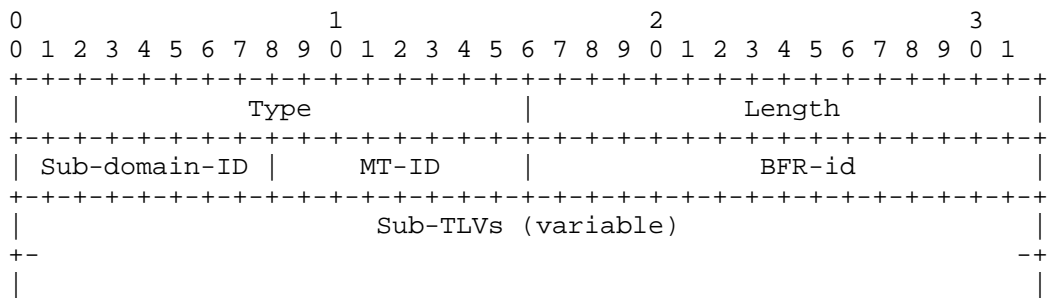 0                   1                   2                   3
0 1 2 3 4 5 6 7 8 9 0 1 2 3 4 5 6 7 8 9 0 1 2 3 4 5 6 7 8 9 0 1
+-+-+-+-+-+-+-+-+-+-+-+-+-+-+-+-+-+-+-+-+-+-+-+-+-+-+-+-+-+-+-+-+
|              Type             |             Length            |
+-+-+-+-+-+-+-+-+-+-+-+-+-+-+-+-+-+-+-+-+-+-+-+-+-+-+-+-+-+-+-+-+
| Sub-domain-ID |     MT-ID     |              BFR-id           |
+-+-+-+-+-+-+-+-+-+-+-+-+-+-+-+-+-+-+-+-+-+-+-+-+-+-+-+-+-+-+-+-+
|                      Sub-TLVs (variable)                      |
+-                                                             -+
|                                                               |